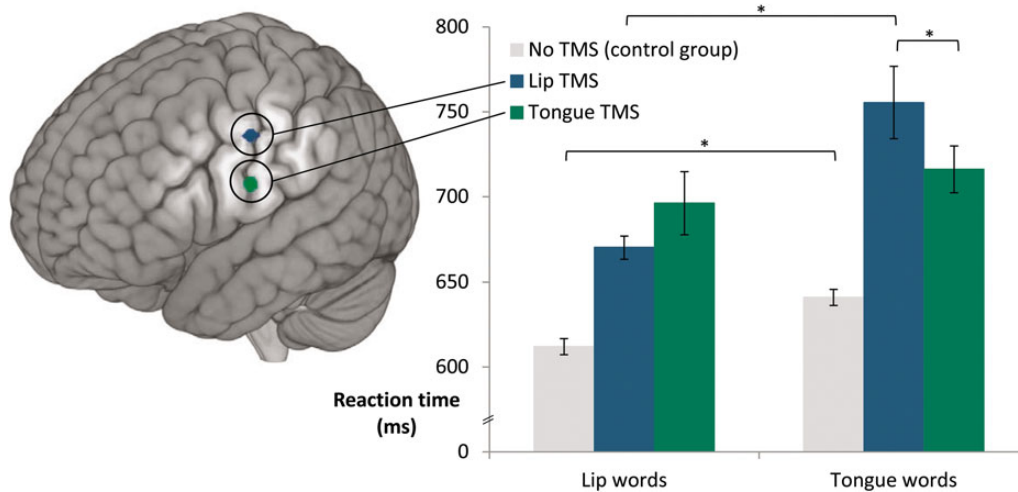 800
750
700
650
600
0
Reaction time
(ms)
No TMS (control group)
Lip TMS
Tongue TMS
*
*
*
Lip words
Tongue words